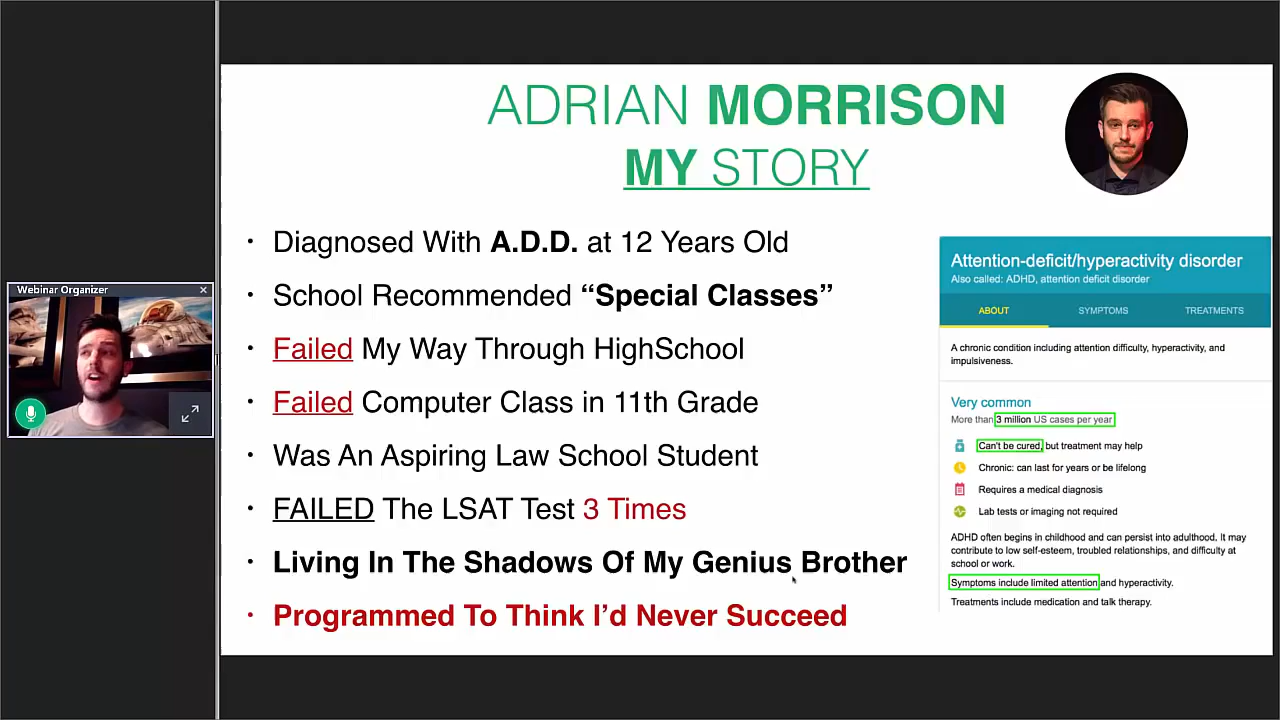 ADRIAN MORRISON
MY STORY
• Diagnosed With A.D.D. at 12 Years Old
• School Recommended “Special Classes”
• Failed My Way Through HighSchool
• Failed Computer Class in 11th Grade
• Was An Aspiring Law School Student
• FAILED The LSAT Test 3 Times
• Living In The Shadows Of My Genius Brother
• Programmed To Think I’d Never Succeed
Webinar Organizer
Attention-deficit/hyperactivity disorder
Also called: ADHD, attention deficit disorder
ABOUT SYMPTOMS TREATMENTS
A chronic condition including attention difficulty, hyperactivity, and
impulsiveness.
Very common
More than 3 million US cases per year
Can't be cured, but treatment may help
Chronic: can last for years or be lifelong
Requires a medical diagnosis
Lab tests or imaging not required
ADHD often begins in childhood and can persist into adulthood. It may
contribute to low self-esteem, troubled relationships, and difficulty at
school or work.
Symptoms include limited attention and hyperactivity.
Treatments include medication and talk therapy.